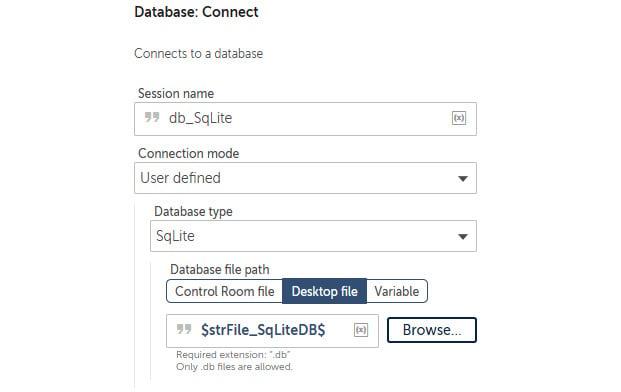 Database: Connect
Connects to a database
Session name
db_SqLite
(x)
Connection mode
User defined
Database type
SqLite
Database file path
Control Room file Desktop file Variable
$strFile_SqLiteDB$ (x) Browse...
Required extension: ".db"
Only .db files are allowed.